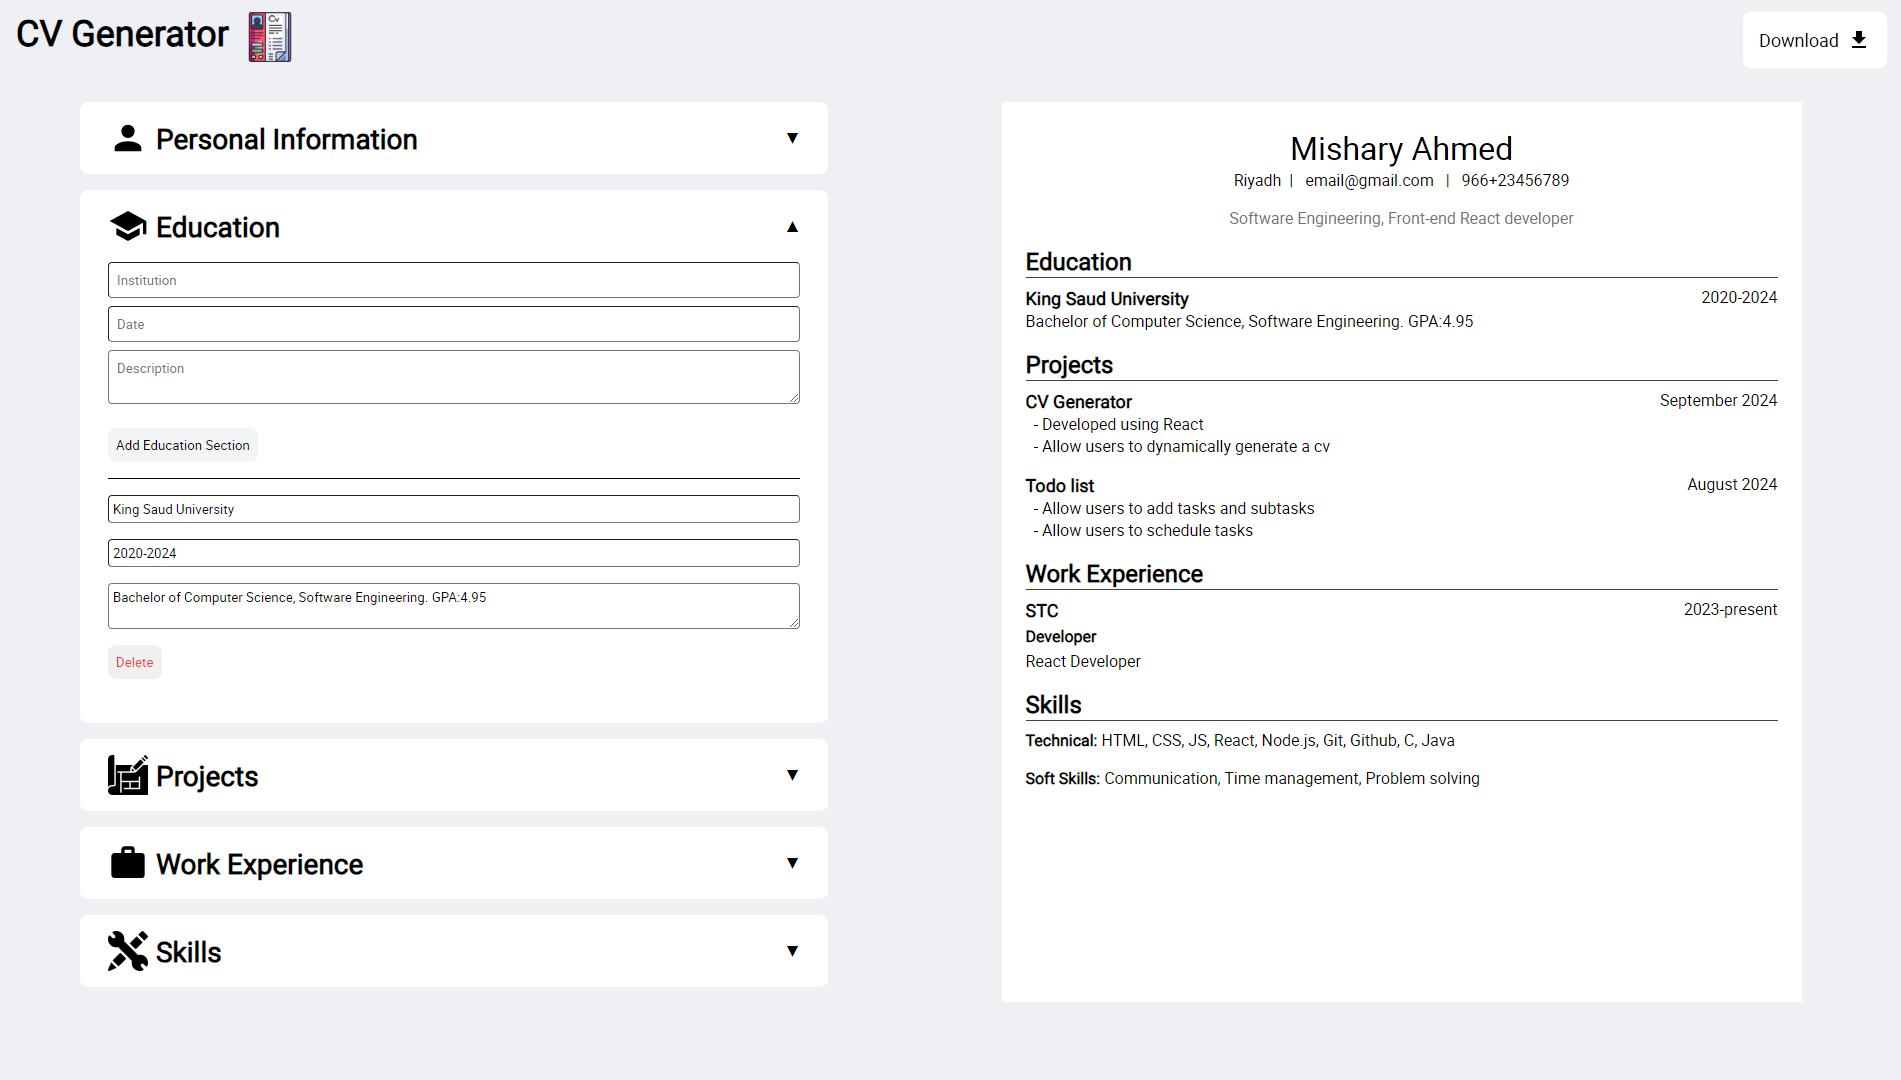 CV Generator
Cv
Download
Personal Information
Education
Institution
Date
Description
Add Education Section
King Saud University
2020-2024
Bachelor of Computer Science, Software Engineering. GPA:4.95
Delete
Projects
Work Experience
Skills
Mishary Ahmed
Riyadh | email@gmail.com | 966+23456789
Software Engineering, Front-end React developer
Education
King Saud University 2020-2024
Bachelor of Computer Science, Software Engineering. GPA:4.95
Projects
CV Generator September 2024
- Developed using React
- Allow users to dynamically generate a cv
Todo list August 2024
- Allow users to add tasks and subtasks
- Allow users to schedule tasks
Work Experience
STC 2023-present
Developer
React Developer
Skills
Technical: HTML, CSS, JS, React, Node.js, Git, Github, C, Java
Soft Skills: Communication, Time management, Problem solving